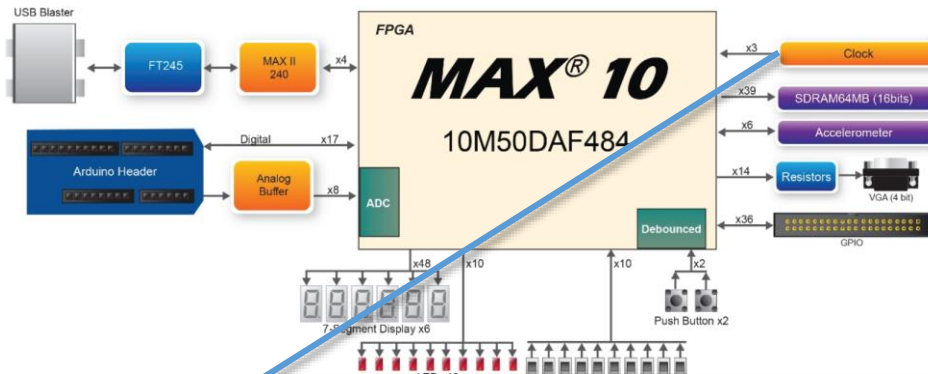 USB Blaster
FPGA
MAX® 10
10M50DAF484
FT245
MAX II
240
x4
x3
Clock
x39
SDRAM64MB (16bits)
x6
Accelerometer
Digital
x17
Arduino Header
Analog
Buffer
x8
ADC
x14
Resistors
VGA (4 bit)
Debounced
x36
GPIO
x48
x10
x10
x2
7-Segment Display x6
Push Button x2